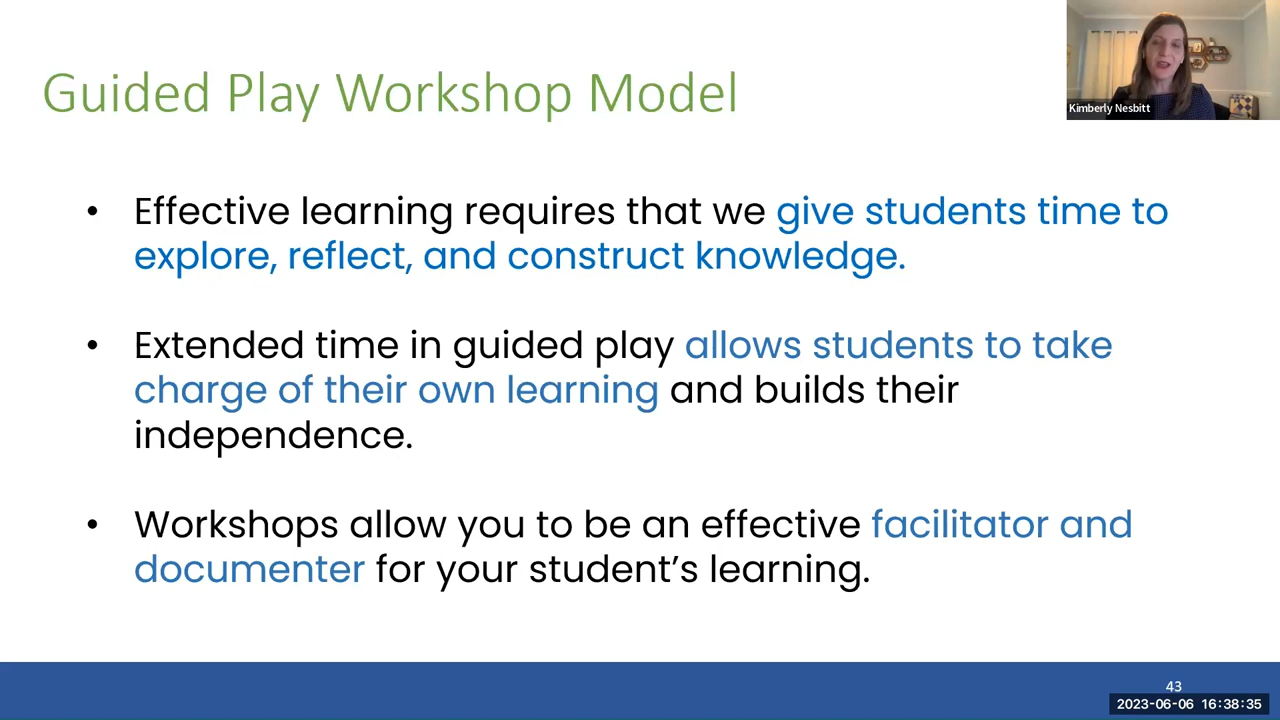 Guided Play Workshop Model
Kimberly Nesbitt
• Effective learning requires that we give students time to
explore, reflect, and construct knowledge.
• Extended time in guided play allows students to take
charge of their own learning and builds their
independence.
• Workshops allow you to be an effective facilitator and
documenter for your student’s learning.
43
2023-06-06 16:38:35